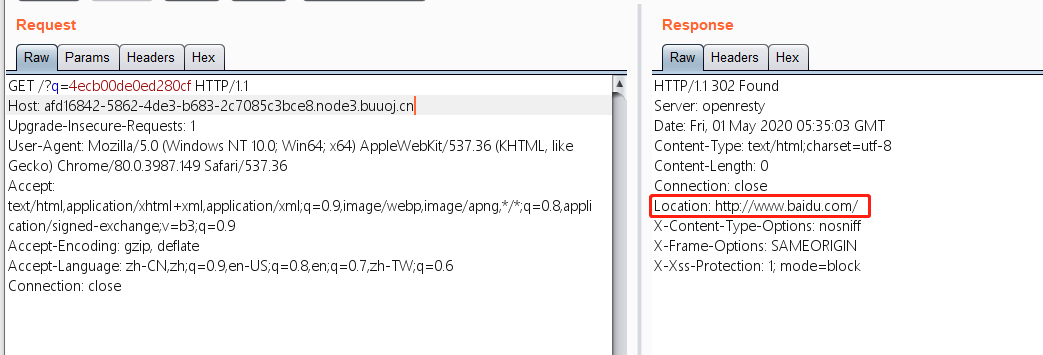 Request
Raw Params Headers Hex
GET /?q=4ecb00de0ed280cf HTTP/1.1
Host: afd16842-5862-4de3-b683-2c7085c3bce8.node3.buuoj.cn
Upgrade-Insecure-Requests: 1
User-Agent: Mozilla/5.0 (Windows NT 10.0; Win64; x64) AppleWebKit/537.36 (KHTML, like
Gecko) Chrome/80.0.3987.149 Safari/537.36
Accept:
text/html,application/xhtml+xml,application/xml;q=0.9,image/webp,image/apng,*/*;q=0.8,appli
cation/signed-exchange;v=b3;q=0.9
Accept-Encoding: gzip, deflate
Accept-Language: zh-CN,zh;q=0.9,en-US;q=0.8,en;q=0.7,zh-TW;q=0.6
Connection: close
Response
Raw Headers Hex
HTTP/1.1 302 Found
Server: openresty
Date: Fri, 01 May 2020 05:35:03 GMT
Content-Type: text/html;charset=utf-8
Content-Length: 0
Connection: close
Location: http://www.baidu.com/
X-Content-Type-Options: nosniff
X-Frame-Options: SAMEORIGIN
X-Xss-Protection: 1; mode=block